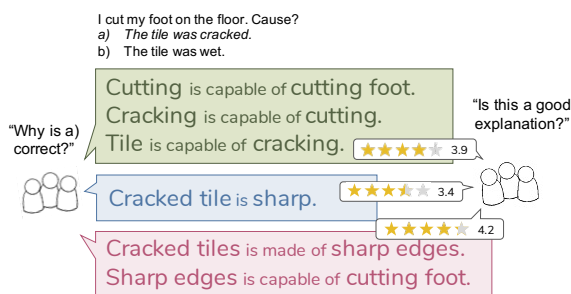 I cut my foot on the floor. Cause?
a) The tile was cracked.
b) The tile was wet.
Cutting is capable of cutting foot.
Cracking is capable of cutting.
Tile is capable of cracking.
3.9
“Why is a)
correct?”
“Is this a good
explanation?”
Cracked tile is sharp.
3.4
4.2
Cracked tiles is made of sharp edges.
Sharp edges is capable of cutting foot.